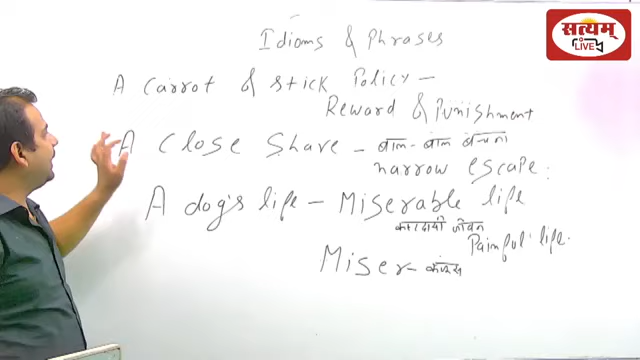 सत्यम्
LIVE
Idioms & Phrases
A Carrot & stick Policy -
Reward & Punishment
A Close Share - बाल-बाल बचना
narrow escape :
A dog's life - Miserable life
कष्टदायी जीवन
Painful life.
Miser - कंजूस